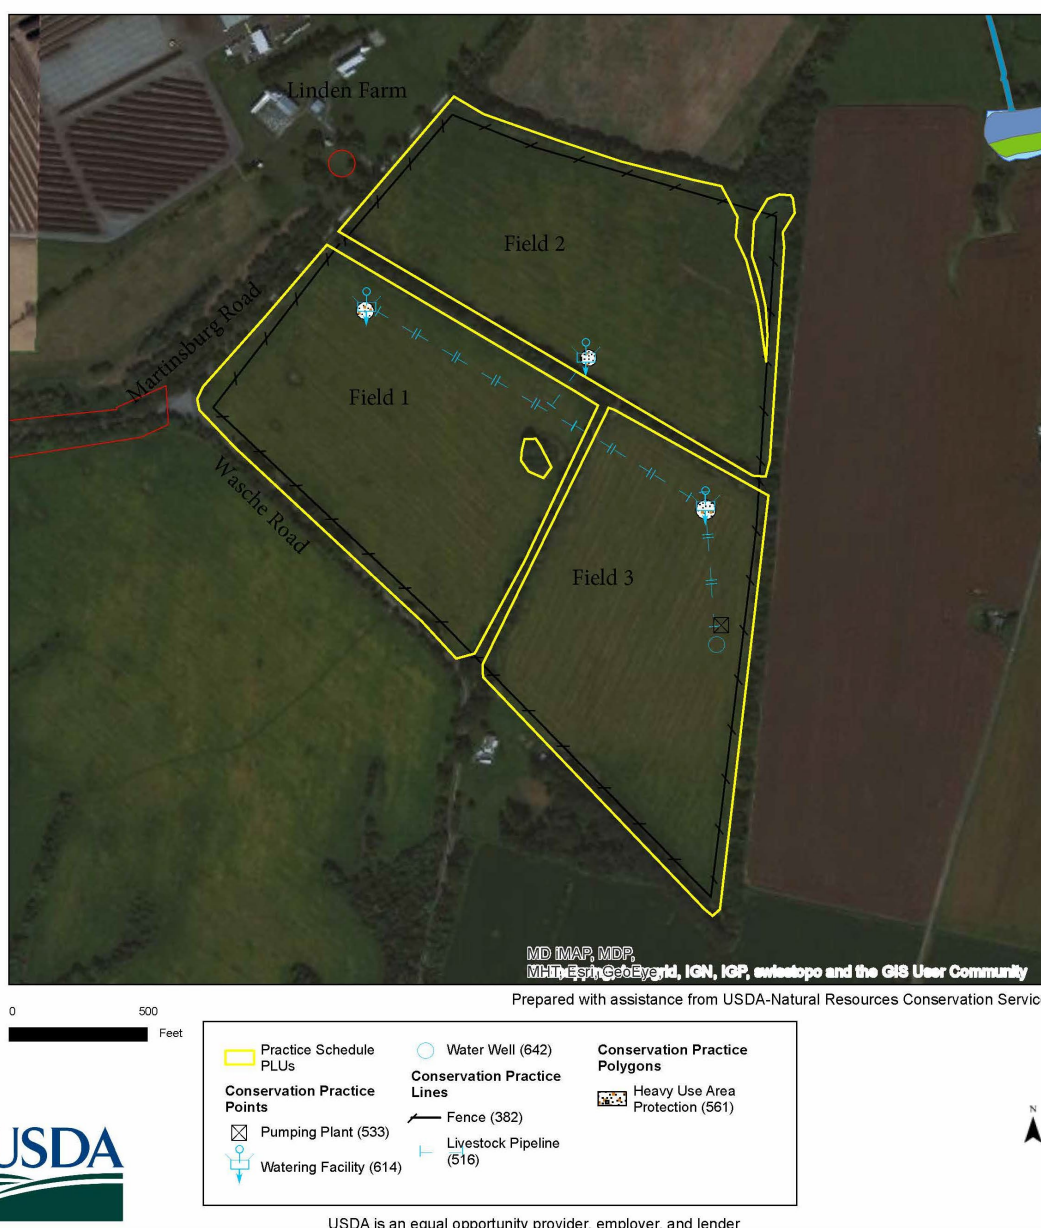 Linden Farm
Field 2
Martinsburg Road
Field 1
Wasche Road
Field 3
MD iMAP, MDP,
MHT, Esri, GeoEye, grid, IGN, IGP, swisstopo and the GIS User Community
Prepared with assistance from USDA-Natural Resources Conservation Servic
0 500
Feet
Practice Schedule
PLUs
Conservation Practice
Points
Pumping Plant (533)
Watering Facility (614)
Water Well (642)
Conservation Practice
Lines
Fence (382)
Livestock Pipeline
(516)
Conservation Practice
Polygons
Heavy Use Area
Protection (561)
N
USDA
USDA is an equal opportunity provider, employer, and lender